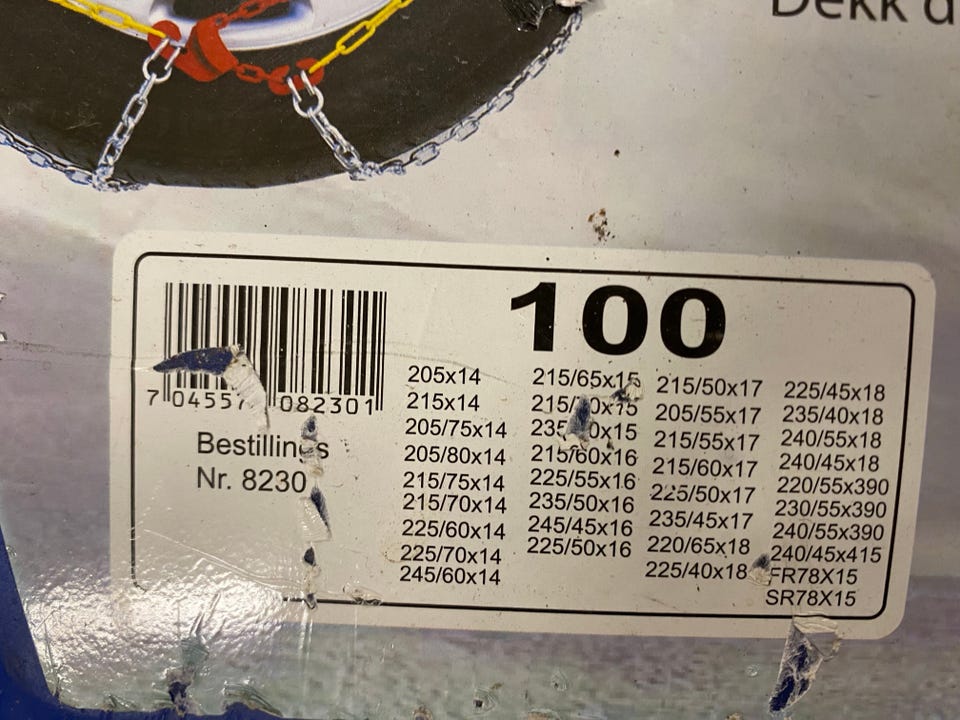 Dekk d
100
7 04557 082301
Bestillings
Nr. 8230
205x14
215x14
205/75x14
205/80x14
215/75x14
215/70x14
225/60x14
225/70x14
245/60x14
215/65x15
215/60x16
225/55x16
235/50x16
245/45x16
225/50x16
215/50x17
205/55x17
215/55x17
215/60x17
225/50x17
235/45x17
220/65x18
225/40x18
225/45x18
235/40x18
240/55x18
240/45x18
220/55x390
230/55x390
240/55x390
240/45x415
FR78X15
SR78X15